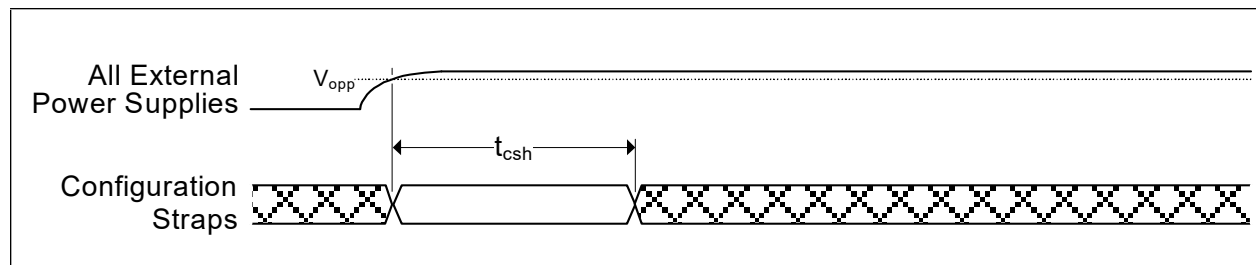 All External
Power Supplies
Vopp
tcsh
Configuration
Straps